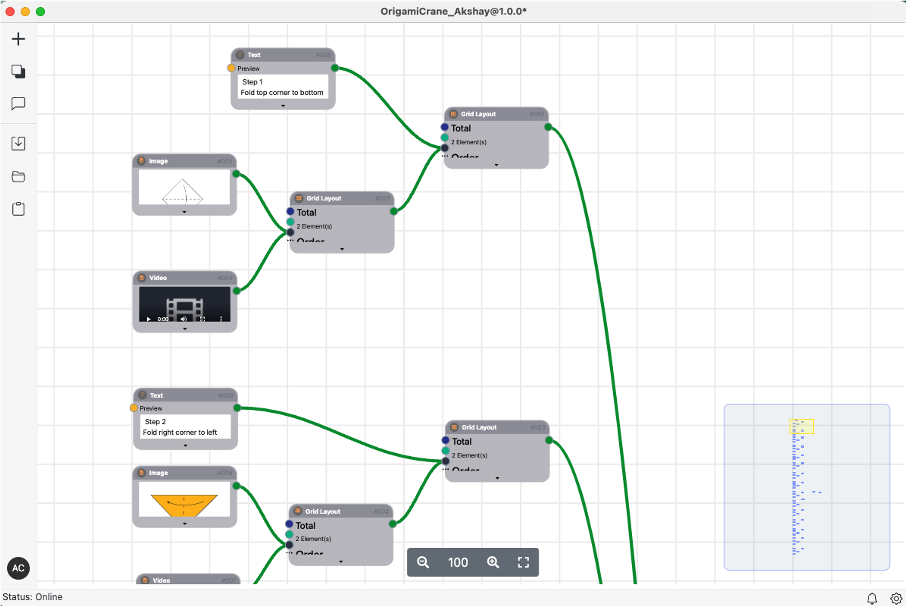 OrigamiCrane_Akshay@1.0.0*
Text
Preview
Step 1
Fold top corner to bottom
Grid Layout
Total
2 Element(s)
Order
Image
Grid Layout
Total
2 Element(s)
Order
Video
0:00
Text
Preview
Step 2
Fold right corner to left
Grid Layout
Total
2 Element(s)
Order
Image
Grid Layout
Total
2 Element(s)
Order
Video
100
AC
Status: Online